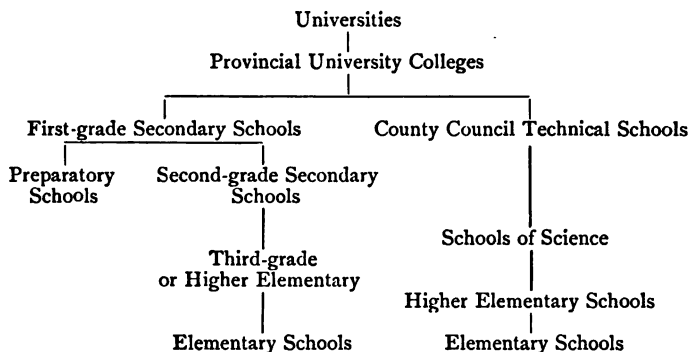 Universities
Provincial University Colleges
First-grade Secondary Schools
County Council Technical Schools
Preparatory
Schools
Second-grade Secondary
Schools
Schools of Science
Third-grade
or Higher Elementary
Higher Elementary Schools
Elementary Schools
Elementary Schools